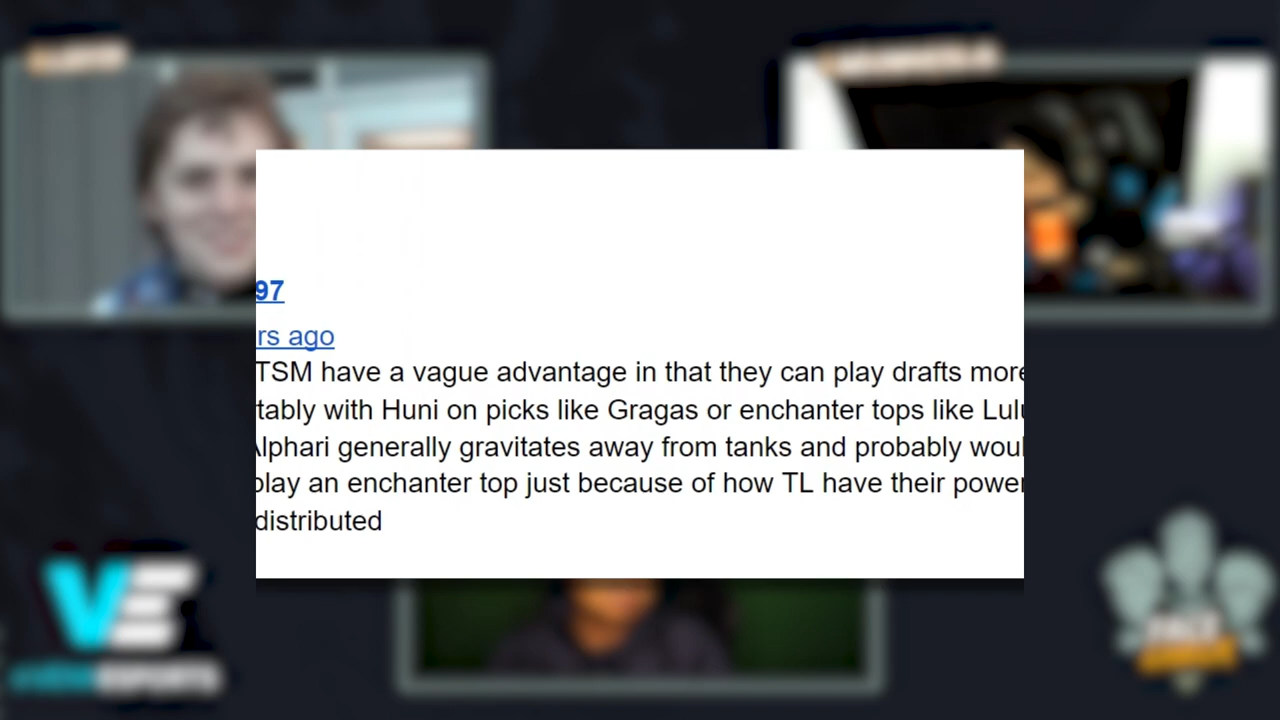 97
rs ago
TSM have a vague advantage in that they can play drafts more
tably with Huni on picks like Gragas or enchanter tops like Lulu
Alphari generally gravitates away from tanks and probably woul
play an enchanter top just because of how TL have their power
distributed
VE
ESPORTS